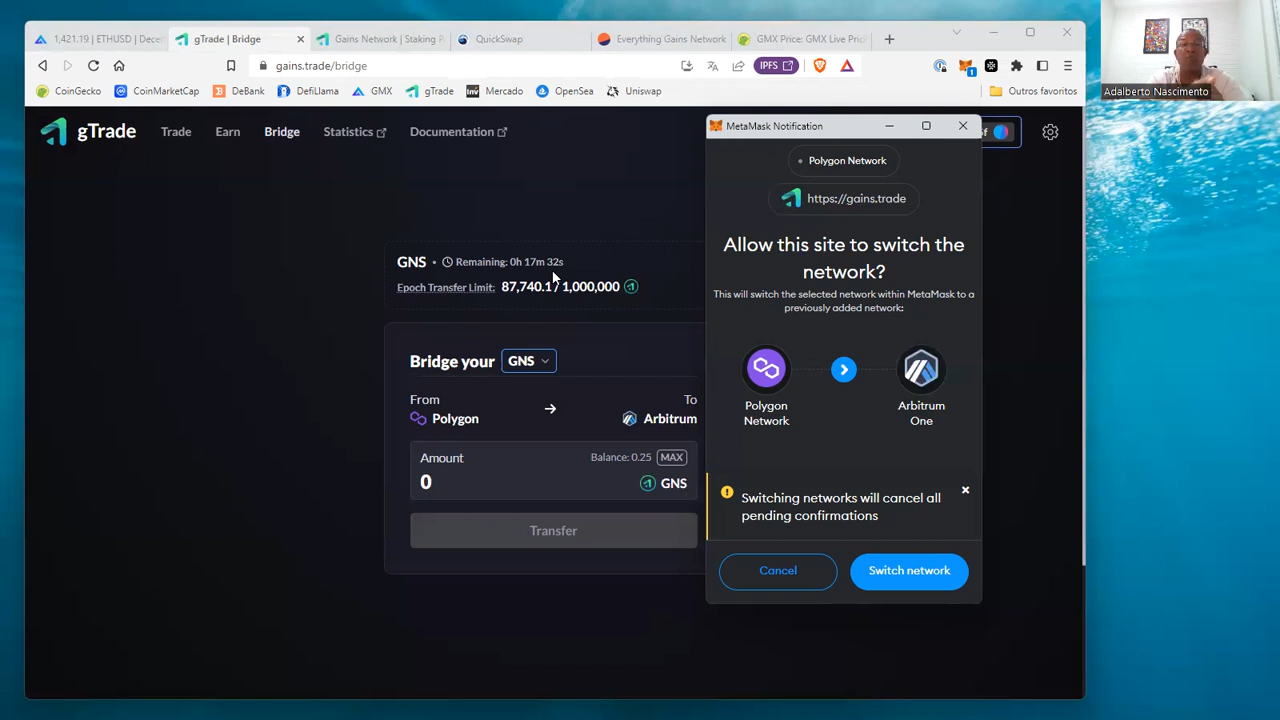 1,421.19 | ETHUSD | Dece
gTrade | Bridge
Gains Network | Staking P
QuickSwap
Everything Gains Network
GMX Price: GMX Live Pric
gains.trade/bridge
IPFS
1
CoinGecko
CoinMarketCap
DeBank
DefiLlama
GMX
gTrade
Mercado
OpenSea
Uniswap
Outros favoritos
Adalberto Nascimento
gTrade
Trade
Earn
Bridge
Statistics
Documentation
GNS • Remaining: 0h 17m 32s
Epoch Transfer Limit: 87,740.1 / 1,000,000
Bridge your GNS
From
To
Polygon
Arbitrum
Amount
Balance: 0.25 MAX
0
GNS
Transfer
MetaMask Notification
Polygon Network
https://gains.trade
Allow this site to switch the
network?
This will switch the selected network within MetaMask to a
previously added network:
Polygon
Network
Arbitrum
One
Switching networks will cancel all
pending confirmations
Cancel
Switch network